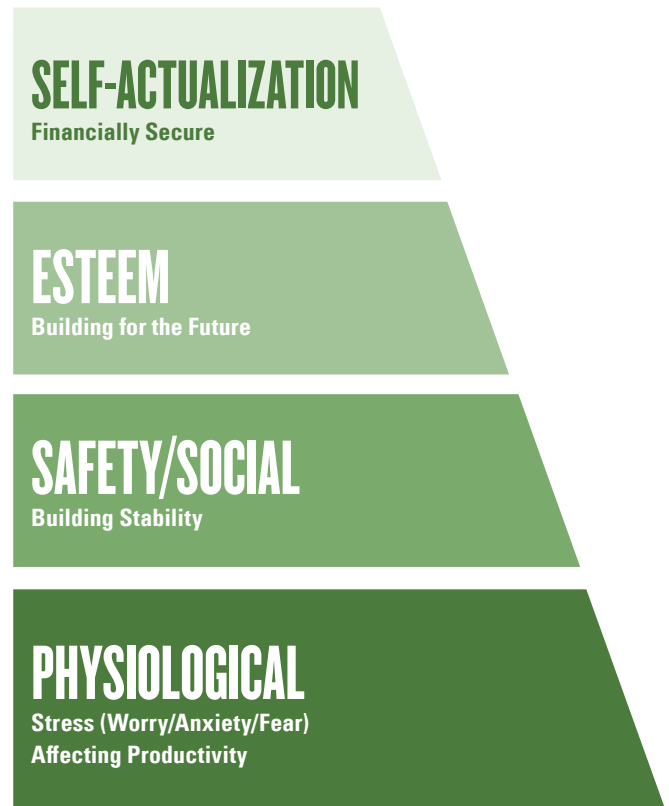 SELF-ACTUALIZATION
Financially Secure
ESTEEM
Building for the Future
SAFETY/SOCIAL
Building Stability
PHYSIOLOGICAL
Stress (Worry/Anxiety/Fear)
Affecting Productivity